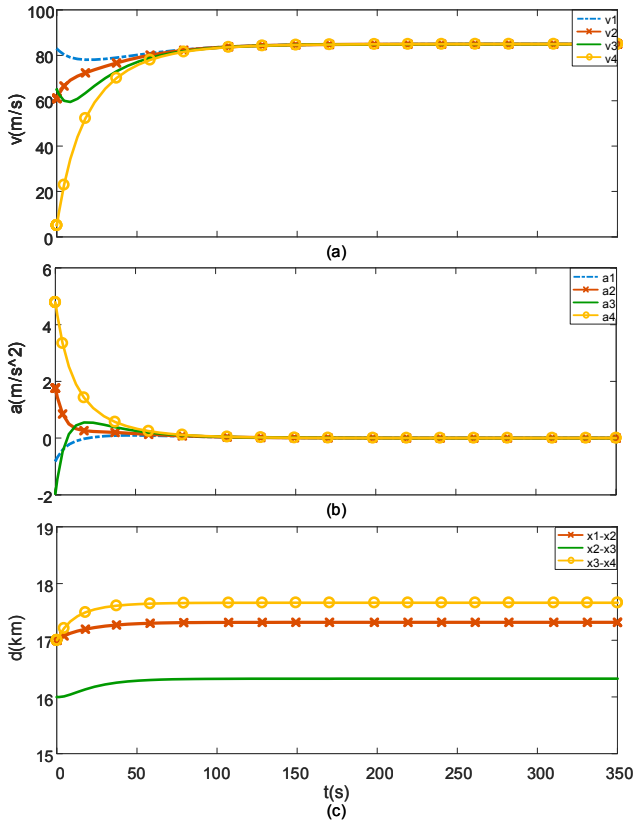 100
80
60
40
20
0
v(m/s)
v1
v2
v3
v4
(a)
6
4
2
0
-2
a(m/s^2)
a1
a2
a3
a4
(b)
19
18
17
16
15
d(km)
x1-x2
x2-x3
x3-x4
0 50 100 150 200 250 300 350
t(s)
(c)